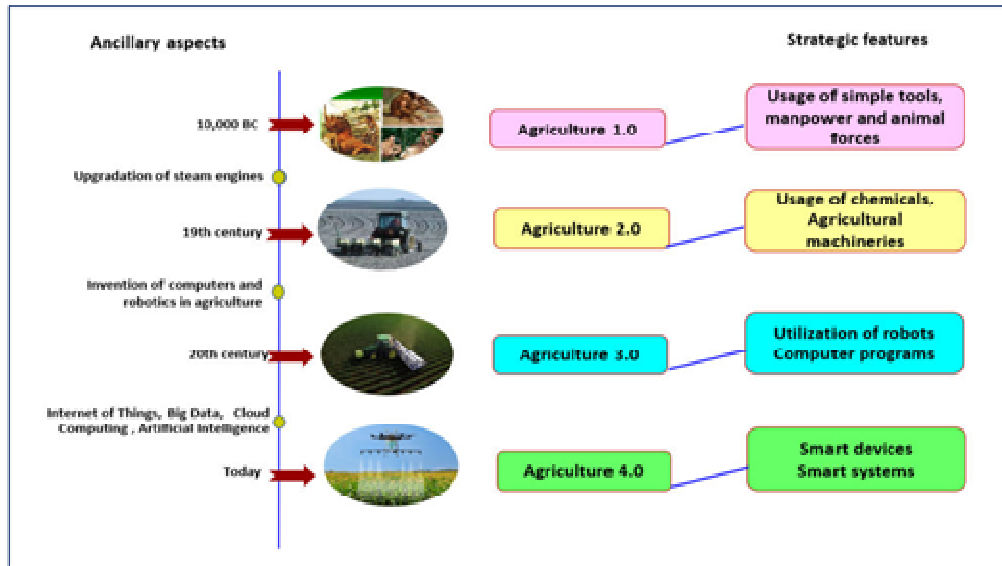 Ancillary aspects
Strategic features
10,000 BC
Agriculture 1.0
Usage of simple tools,
manpower and animal
forces
Upgradation of steam engines
19th century
Agriculture 2.0
Usage of chemicals,
Agricultural
machineries
Invention of computers and
robotics in agriculture
20th century
Agriculture 3.0
Utilization of robots
Computer programs
Internet of Things, Big Data, Cloud
Computing , Artificial Intelligence
Today
Agriculture 4.0
Smart devices
Smart systems